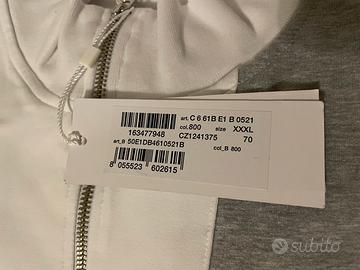 art. C 6 61B E1 B 0521
col. 800 size XXXL
163477948 CZ1241375 70
art_B 50E1DB4610521B col_B 800
8 055523 602615
subito